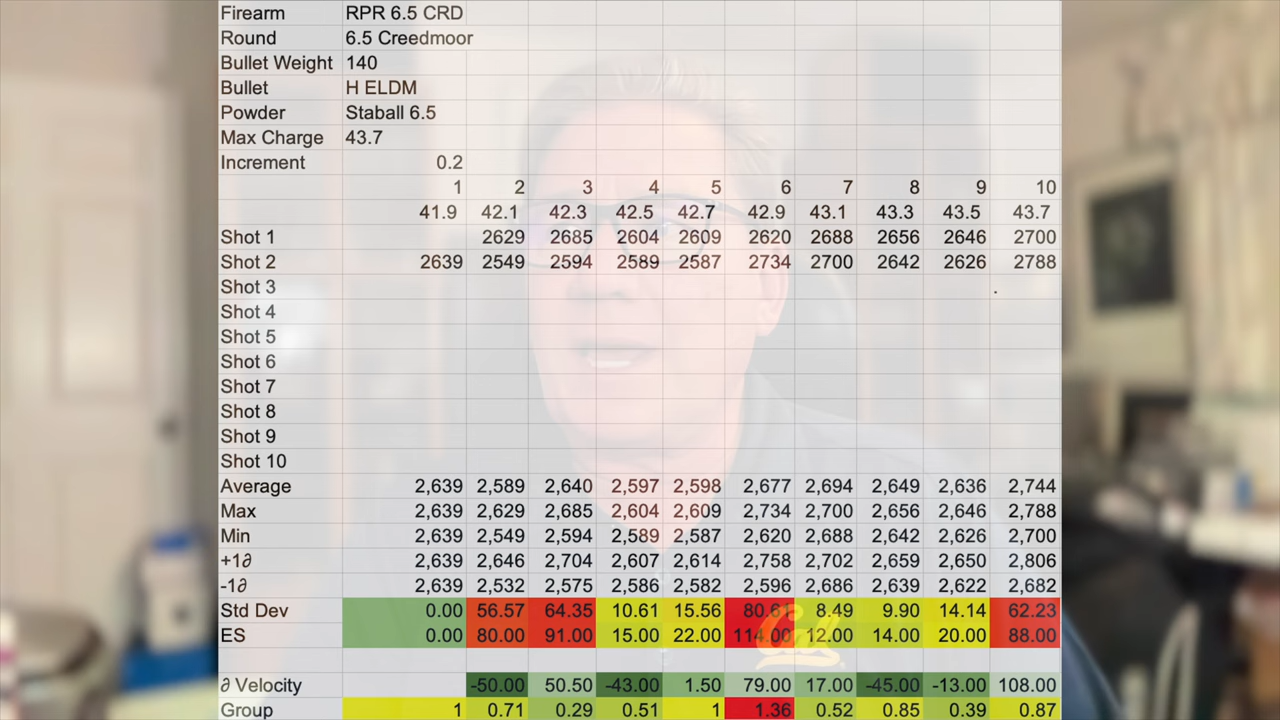 Firearm RPR 6.5 CRD
Round 6.5 Creedmoor
Bullet Weight 140
Bullet H ELDM
Powder Staball 6.5
Max Charge 43.7
Increment 0.2
1 2 3 4 5 6 7 8 9 10
41.9 42.1 42.3 42.5 42.7 42.9 43.1 43.3 43.5 43.7
Shot 1 2629 2685 2604 2609 2620 2688 2656 2646 2700
Shot 2 2639 2549 2594 2589 2587 2734 2700 2642 2626 2788
Shot 3 .
Shot 4
Shot 5
Shot 6
Shot 7
Shot 8
Shot 9
Shot 10
Average 2,639 2,589 2,640 2,597 2,598 2,677 2,694 2,649 2,636 2,744
Max 2,639 2,629 2,685 2,604 2,609 2,734 2,700 2,656 2,646 2,788
Min 2,639 2,549 2,594 2,589 2,587 2,620 2,688 2,642 2,626 2,700
+1∂ 2,639 2,646 2,704 2,607 2,614 2,758 2,702 2,659 2,650 2,806
-1∂ 2,639 2,532 2,575 2,586 2,582 2,596 2,686 2,639 2,622 2,682
Std Dev 0.00 56.57 64.35 10.61 15.56 80.61 8.49 9.90 14.14 62.23
ES 0.00 80.00 91.00 15.00 22.00 114.00 12.00 14.00 20.00 88.00
Cal
∂ Velocity -50.00 50.50 -43.00 1.50 79.00 17.00 -45.00 -13.00 108.00
Group 1 0.71 0.29 0.51 1 1.36 0.52 0.85 0.39 0.87